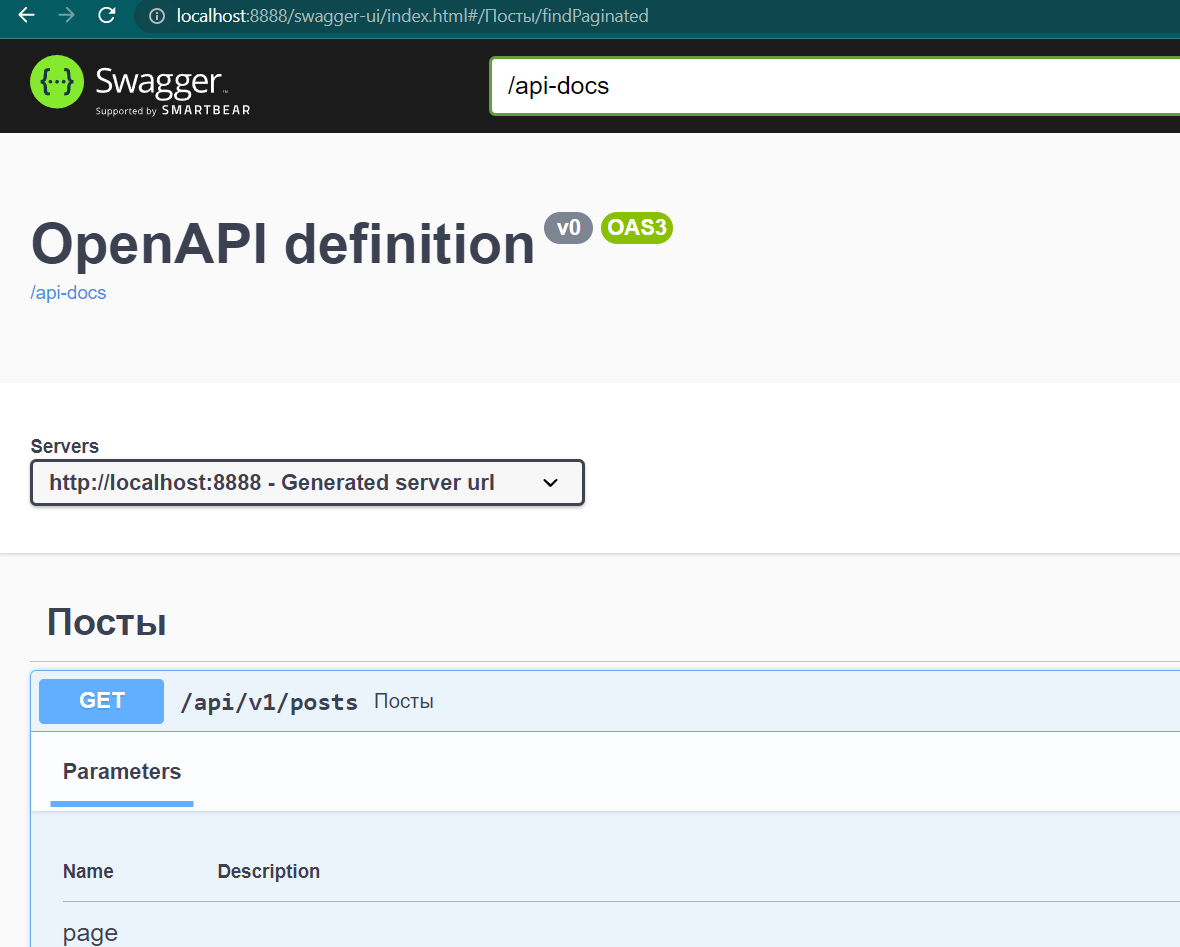 localhost:8888/swagger-ui/index.html#/Посты/findPaginated
{···} Swagger™
Supported by SMARTBEAR
/api-docs
OpenAPI definition v0 OAS3
/api-docs
Servers
http://localhost:8888 - Generated server url
Посты
GET /api/v1/posts Посты
Parameters
Name Description
page